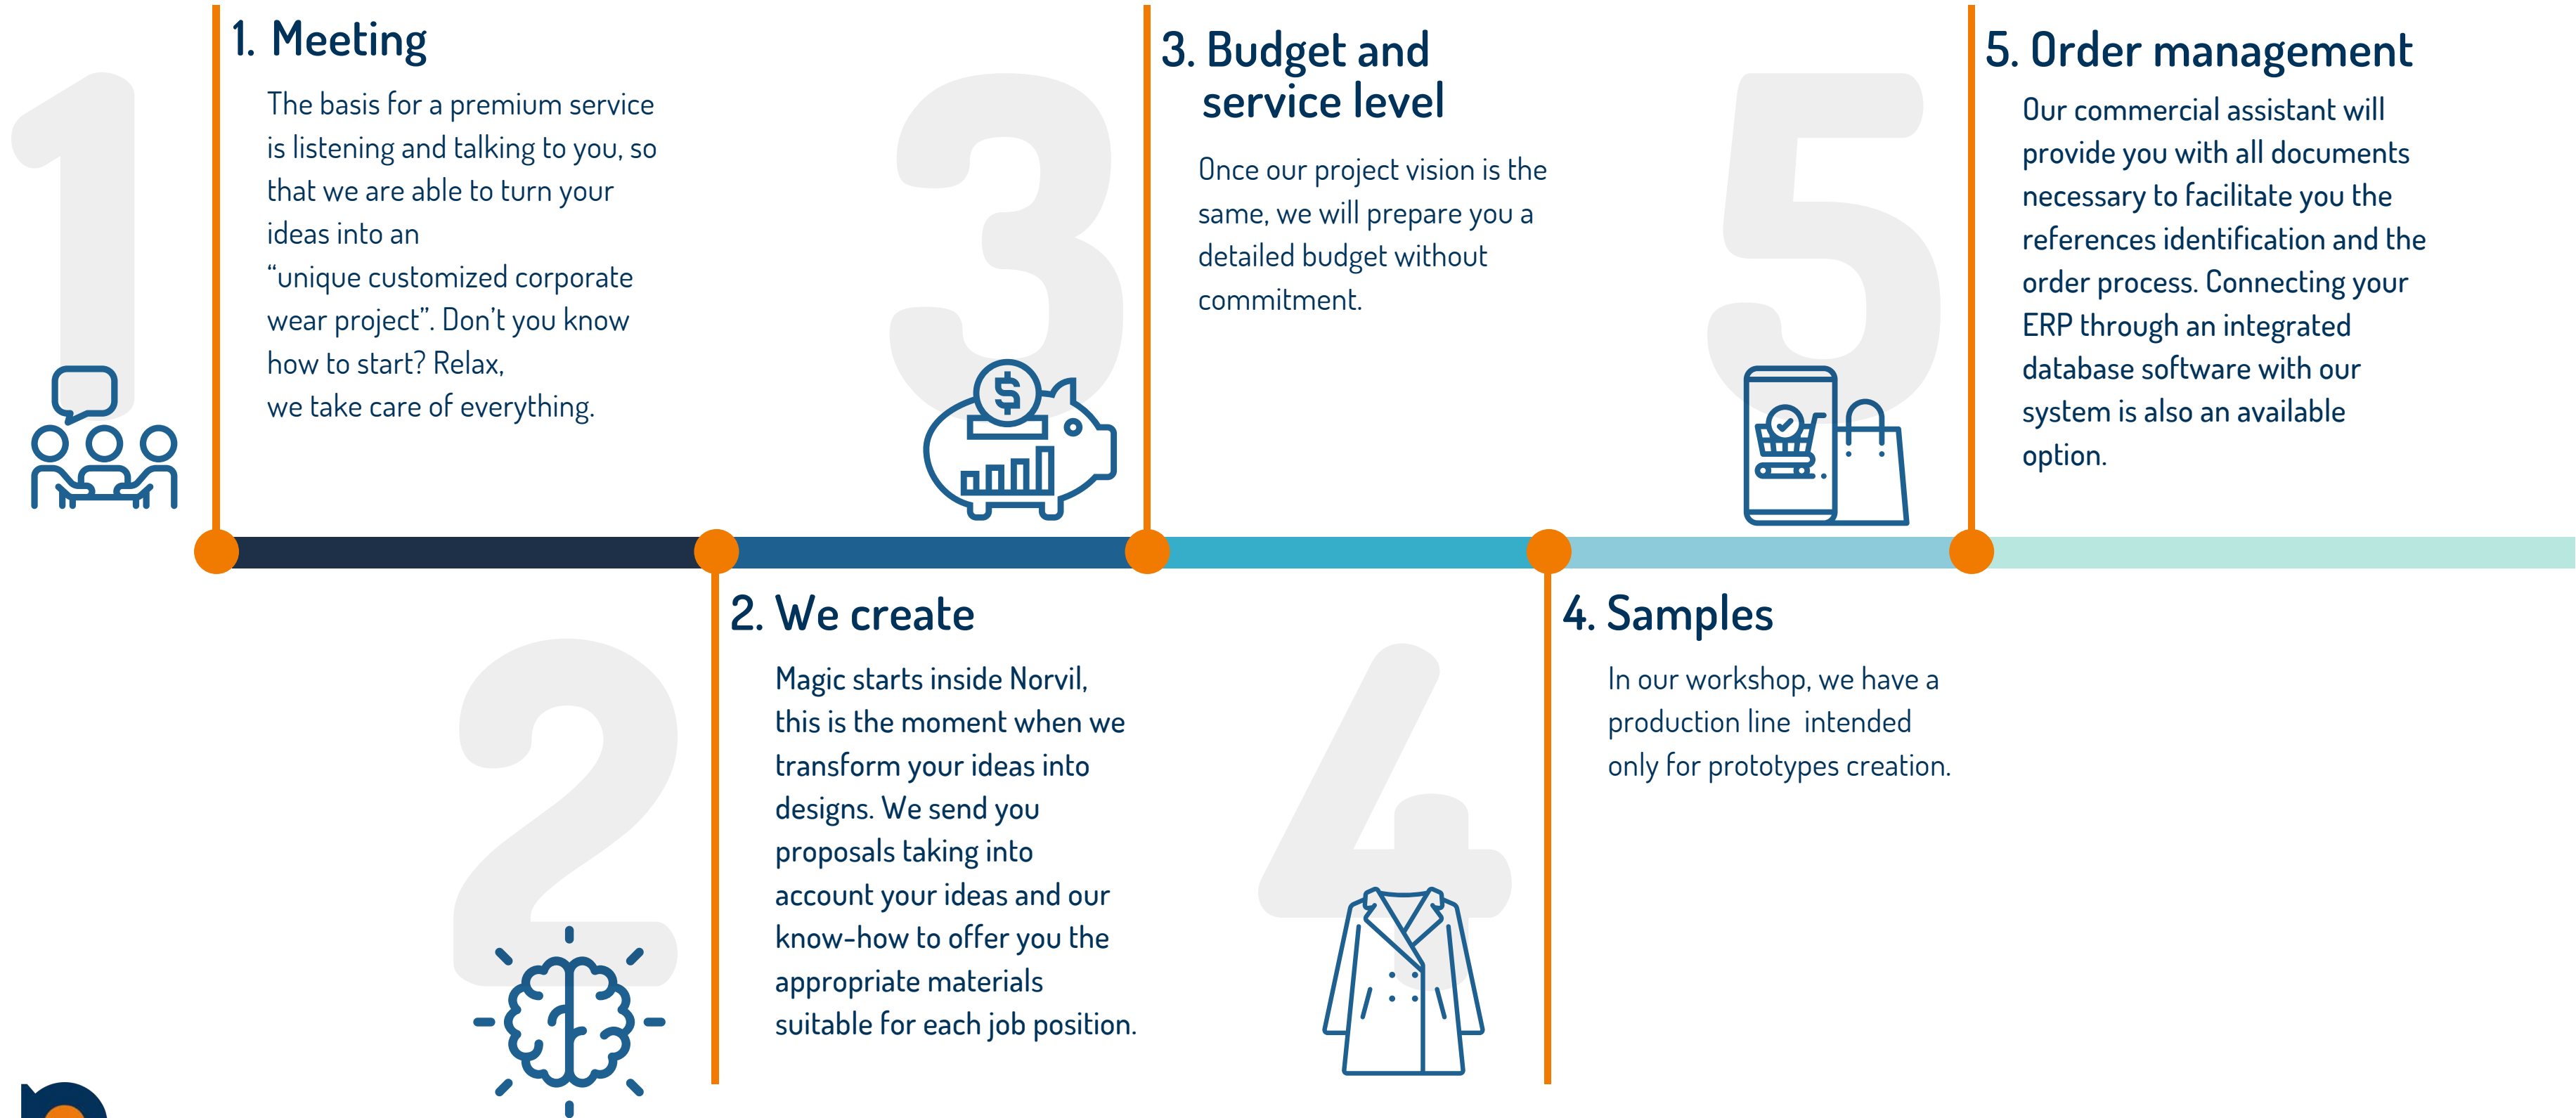 1
1. Meeting
The basis for a premium service
is listening and talking to you, so
that we are able to turn your
ideas into an
“unique customized corporate
wear project”. Don’t you know
how to start? Relax,
we take care of everything.
2
2. We create
Magic starts inside Norvil,
this is the moment when we
transform your ideas into
designs. We send you
proposals taking into
account your ideas and our
know-how to offer you the
appropriate materials
suitable for each job position.
3
$
3. Budget and
service level
Once our project vision is the
same, we will prepare you a
detailed budget without
commitment.
4
4. Samples
In our workshop, we have a
production line  intended
only for prototypes creation.
5
5. Order management
Our commercial assistant will
provide you with all documents
necessary to facilitate you the
references identification and the
order process. Connecting your
ERP through an integrated
database software with our
system is also an available
option.